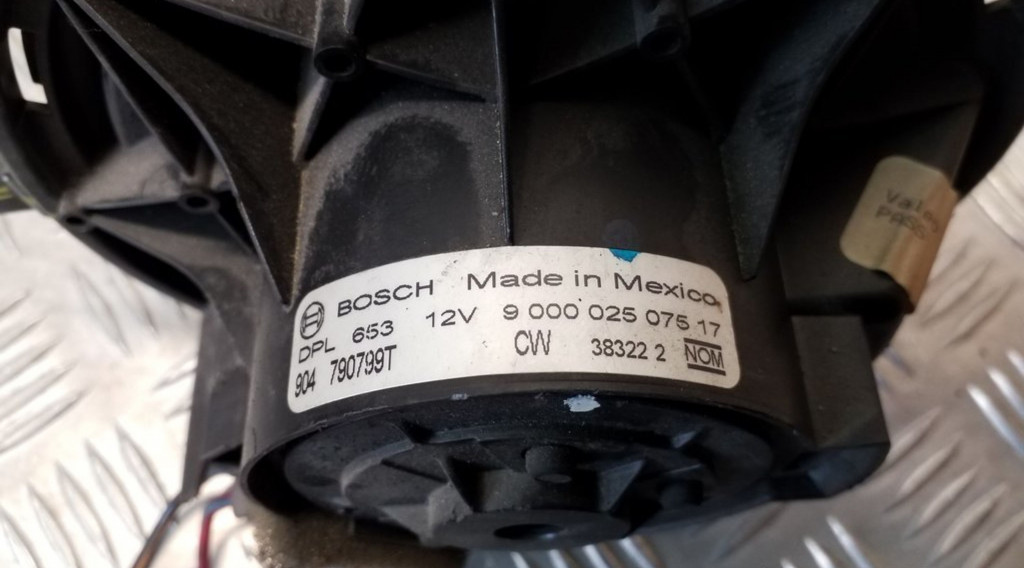 BOSCH Made in Mexico
DPL 653 12V 9 000 025 075 17
904 790799T CW 38322 2 NOM